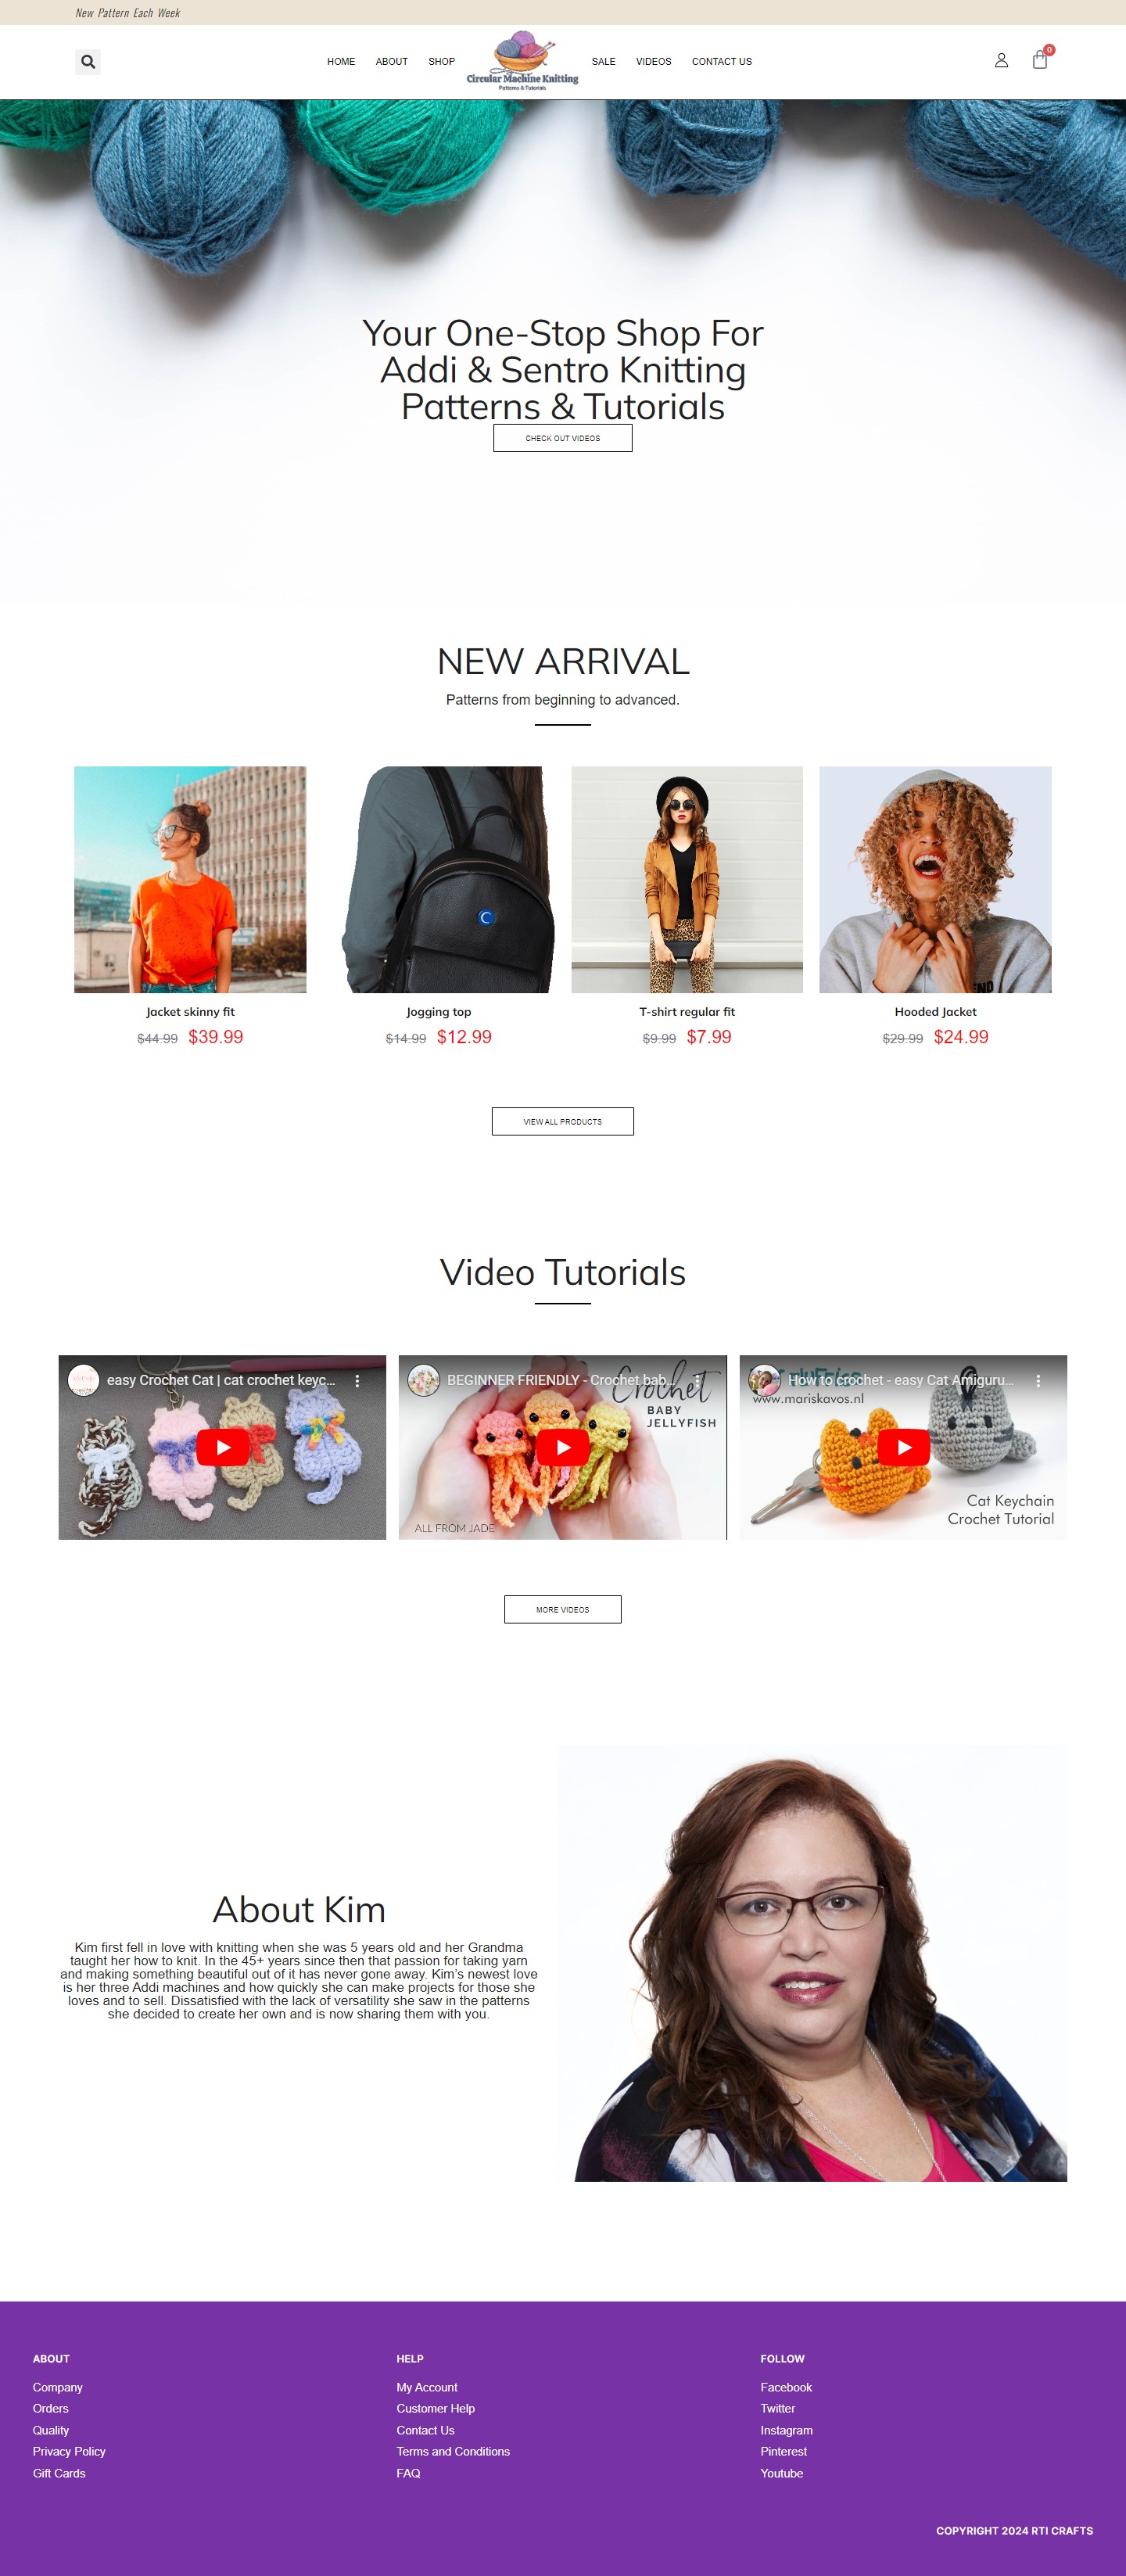 New Pattern Each Week
HOME ABOUT SHOP
Circular Machine Knitting
Patterns & Tutorials
SALE VIDEOS CONTACT US
0
Your One-Stop Shop For
Addi & Sentro Knitting
Patterns & Tutorials
CHECK OUT VIDEOS
NEW ARRIVAL
Patterns from beginning to advanced.
C
END
Jacket skinny fit
$44.99 $39.99
Jogging top
$14.99 $12.99
T-shirt regular fit
$9.99 $7.99
Hooded Jacket
$29.99 $24.99
VIEW ALL PRODUCTS
Video Tutorials
easy Crochet Cat | cat crochet keyc...
BEGINNER FRIENDLY - Crochet bab...
Crochet
BABY
JELLYFISH
ALL FROM JADE
How to crochet - easy Cat Amiguru...
www.mariskavos.nl
Cat Keychain
Crochet Tutorial
MORE VIDEOS
About Kim
Kim first fell in love with knitting when she was 5 years old and her Grandma
taught her how to knit. In the 45+ years since then that passion for taking yarn
and making something beautiful out of it has never gone away. Kim's newest love
is her three Addi machines and how quickly she can make projects for those she
loves and to sell. Dissatisfied with the lack of versatility she saw in the patterns
she decided to create her own and is now sharing them with you.
ABOUT
Company
Orders
Quality
Privacy Policy
Gift Cards
HELP
My Account
Customer Help
Contact Us
Terms and Conditions
FAQ
FOLLOW
Facebook
Twitter
Instagram
Pinterest
Youtube
COPYRIGHT 2024 RTI CRAFTS